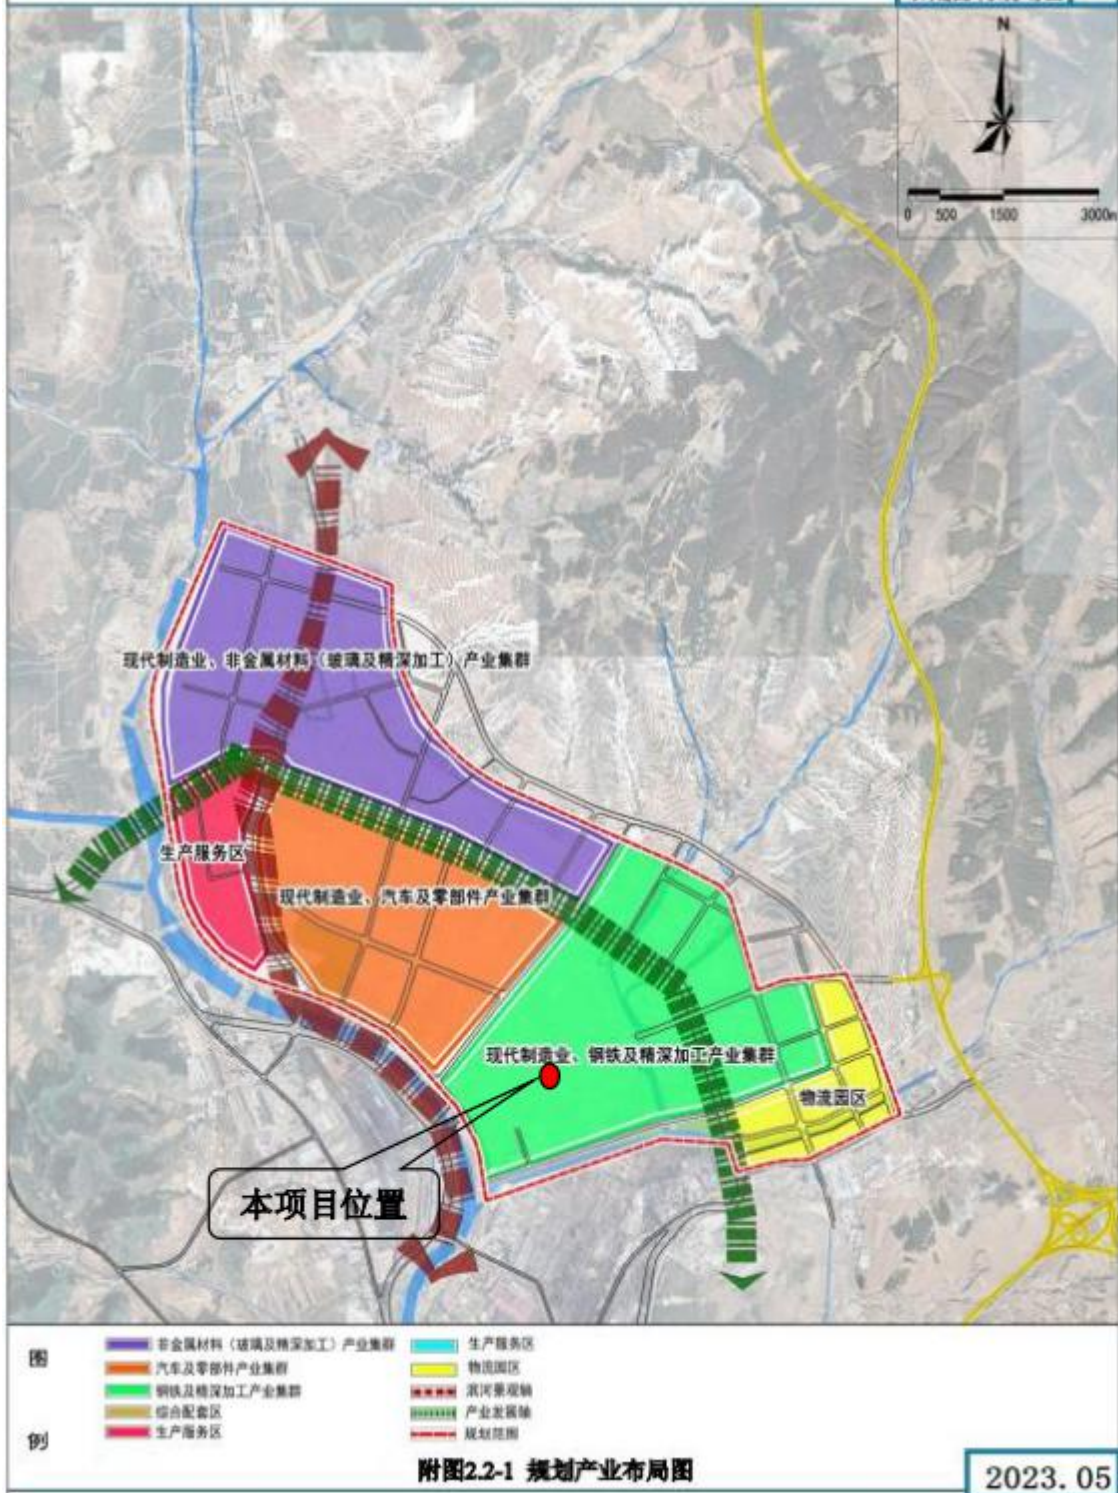 N
0 500 1500 3000m
现代制造业、非金属材料（玻璃及精深加工）产业集群
生产服务区
现代制造业、汽车及零部件产业集群
现代制造业、钢铁及精深加工产业集群
物流园区
本项目位置
图例
非金属材料（玻璃及精深加工）产业集群
汽车及零部件产业集群
钢铁及精深加工产业集群
综合配套区
生产服务区
生产服务区
物流园区
滨河景观轴
产业发展轴
规划范围
附图2.2-1 规划产业布局图
2023.05